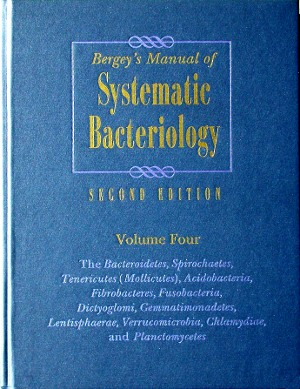 Bergey's Manual of
Systematic
Bacteriology
SECOND EDITION
Volume Four
The Bacteroidetes, Spirochaetes,
Tenericutes (Mollicutes), Acidobacteria,
Fibrobacteres, Fusobacteria,
Dictyoglomi, Gemmatimonadetes,
Lentisphaerae, Verrucomicrobia, Chlamydiae,
and Planctomycetes